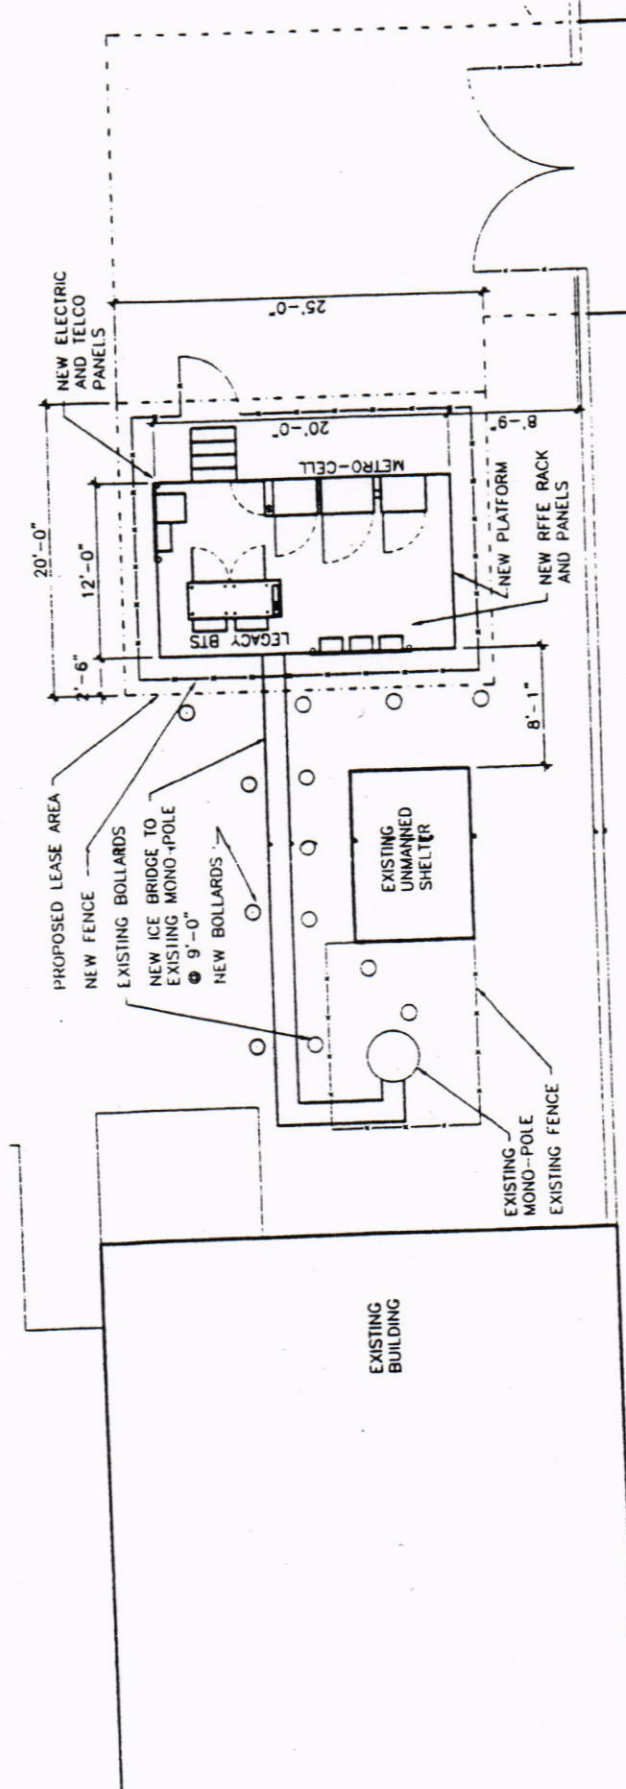 NEW ELECTRIC
AND TELCO
PANELS
20'-0"
12'-0"
2'-6"
25'-0"
20'-0"
8'-9"
METRO-CELL
LEGACY BTS
NEW PLATFORM
NEW RFFE RACK
AND PANELS
8'-1"
PROPOSED LEASE AREA
NEW FENCE
EXISTING BOLLARDS
NEW ICE BRIDGE TO
EXISTING MONO-POLE
@ 9'-0"
NEW BOLLARDS
EXISTING
UNMANNED
SHELTER
EXISTING
MONO-POLE
EXISTING FENCE
EXISTING
BUILDING